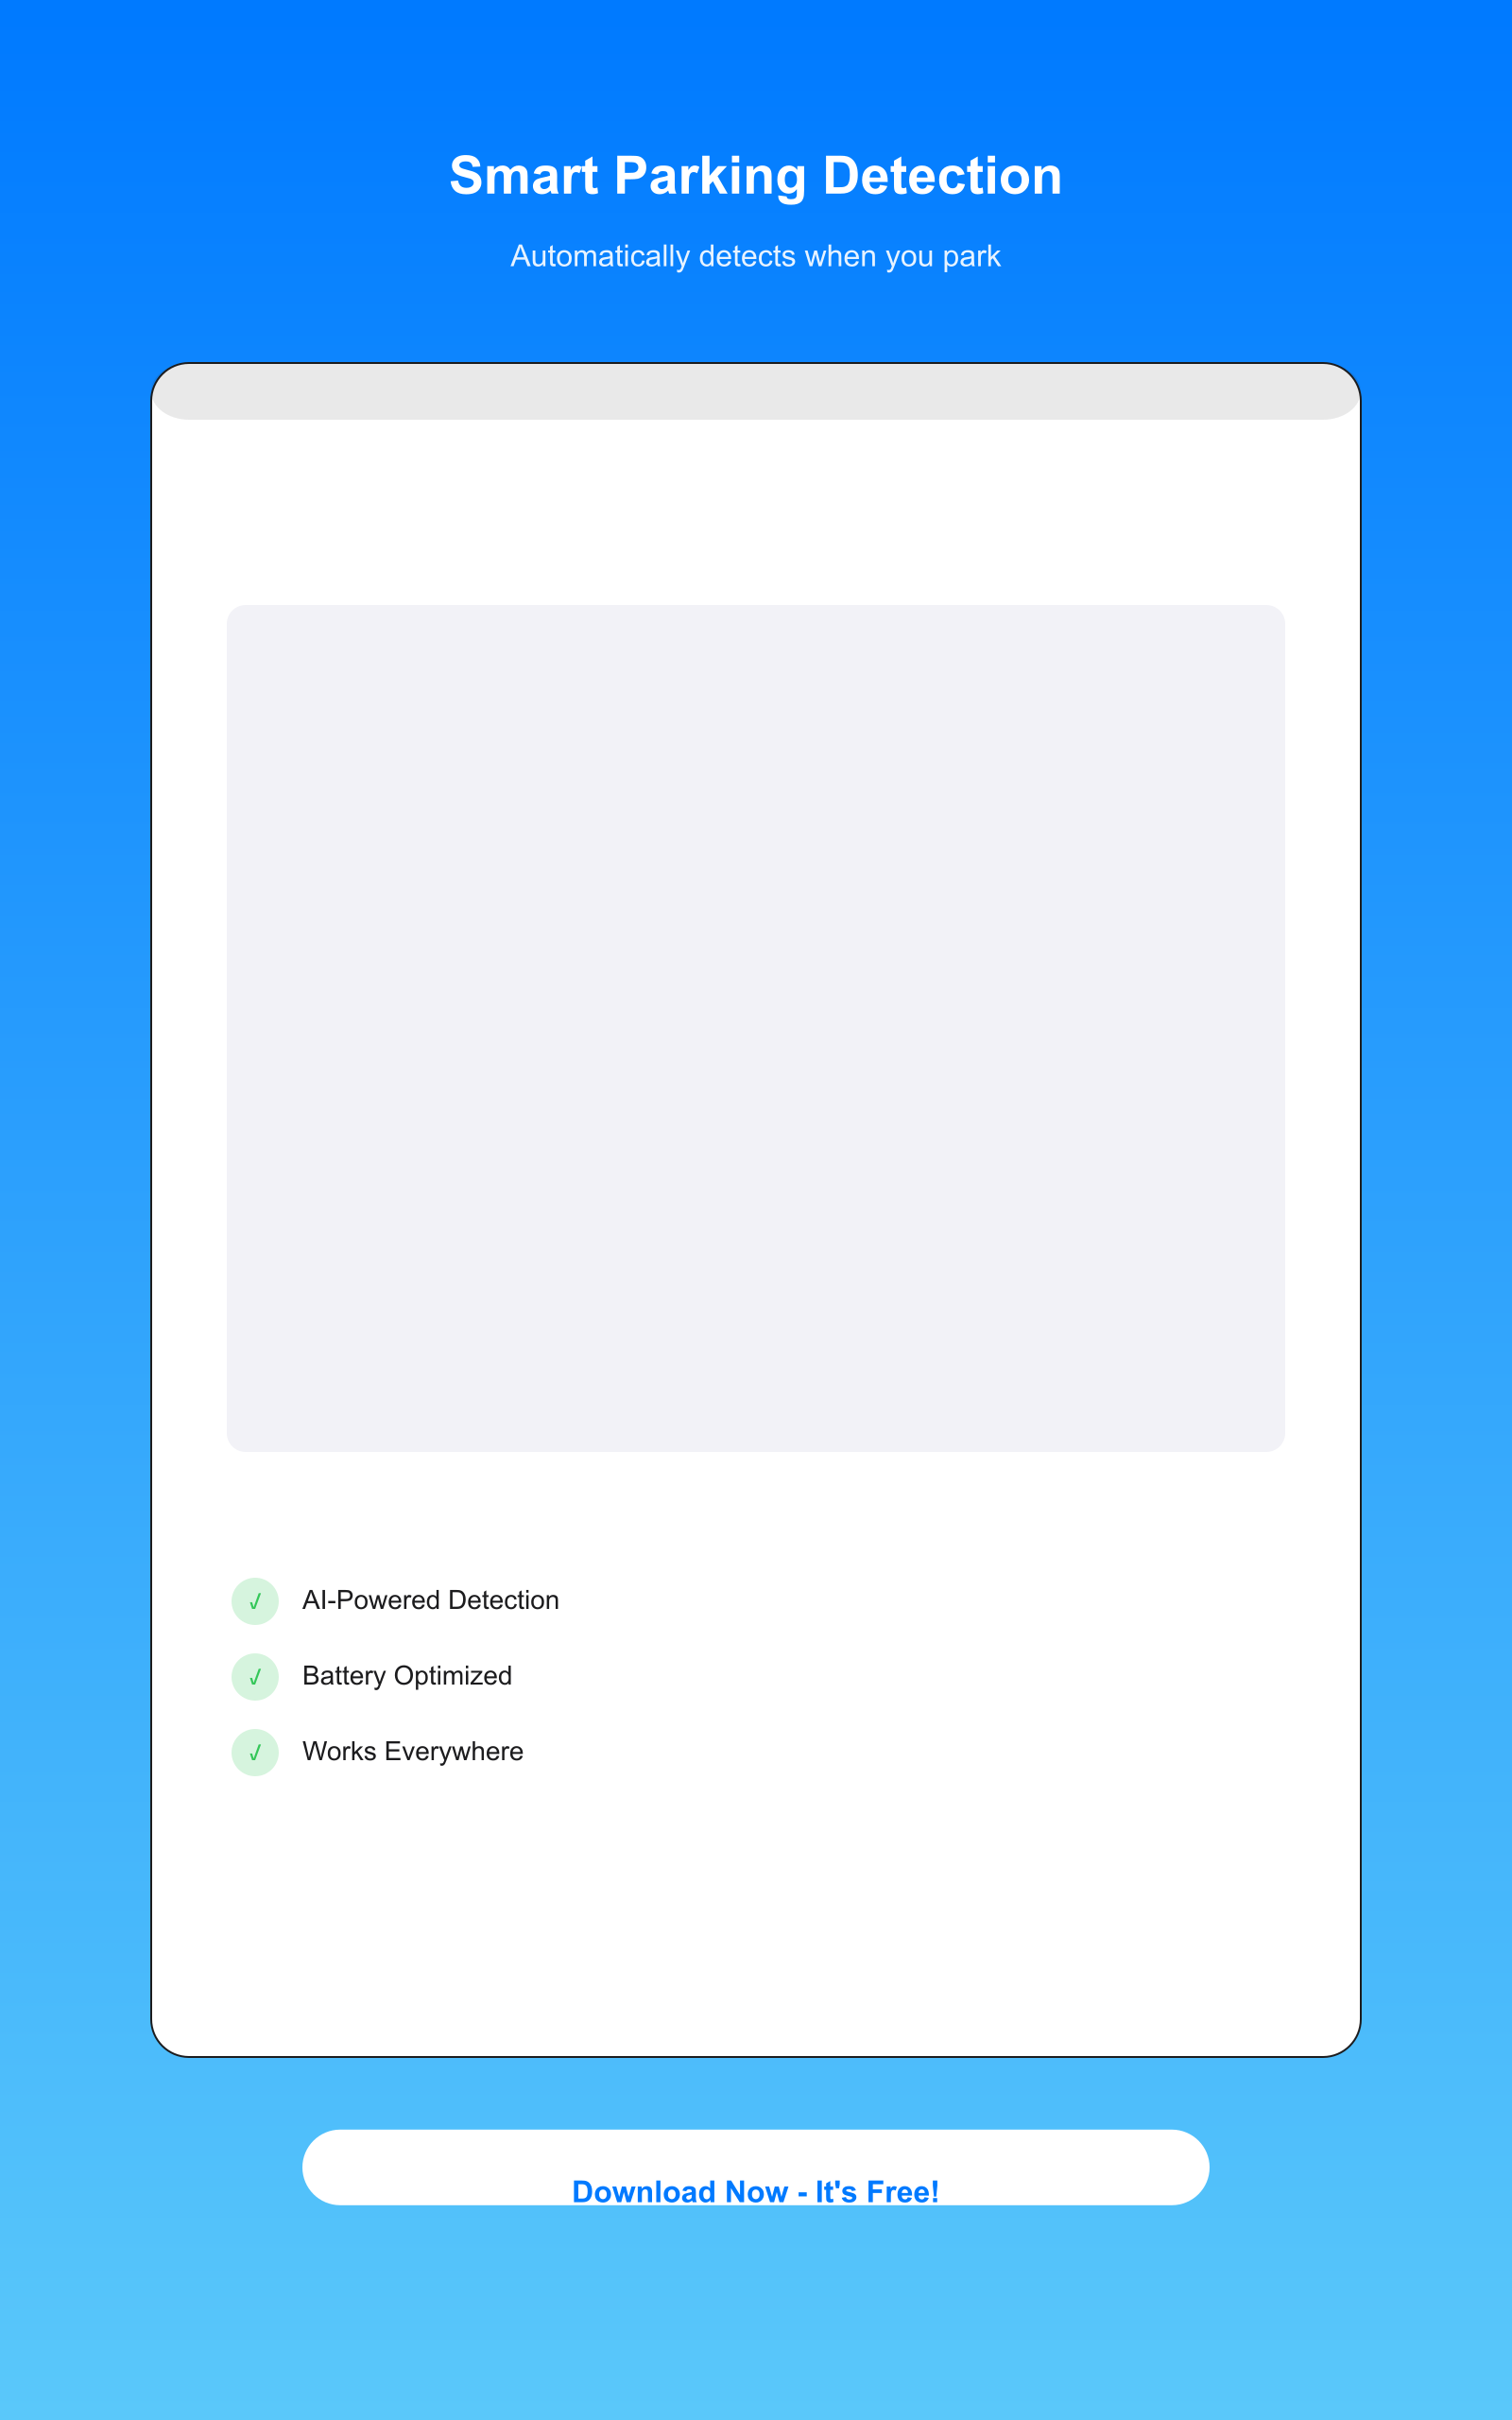 Smart Parking Detection
Automatically detects when you park
✓ AI-Powered Detection
✓ Battery Optimized
✓ Works Everywhere
Download Now - It's Free!